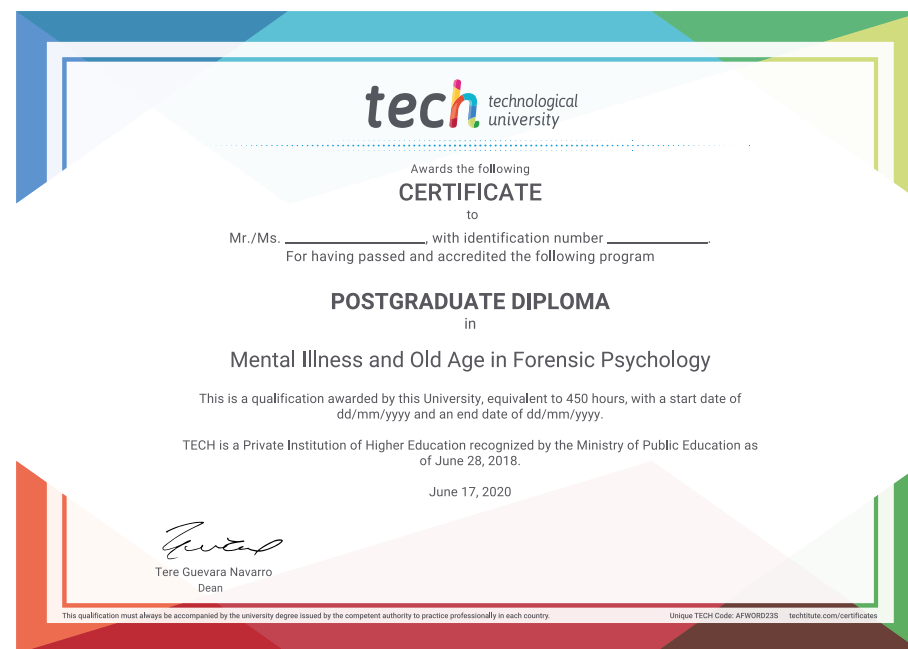 tech technological
university
Awards the following
CERTIFICATE
to
Mr./Ms. ____________________, with identification number ______________.
For having passed and accredited the following program
POSTGRADUATE DIPLOMA
in
Mental Illness and Old Age in Forensic Psychology
This is a qualification awarded by this University, equivalent to 450 hours, with a start date of
dd/mm/yyyy and an end date of dd/mm/yyyy.
TECH is a Private Institution of Higher Education recognized by the Ministry of Public Education as
of June 28, 2018.
June 17, 2020
Tere Guevara Navarro
Dean
This qualification must always be accompanied by the university degree issued by the competent authority to practice professionally in each country. Unique TECH Code: AFWORD23S techtitute.com/certificates